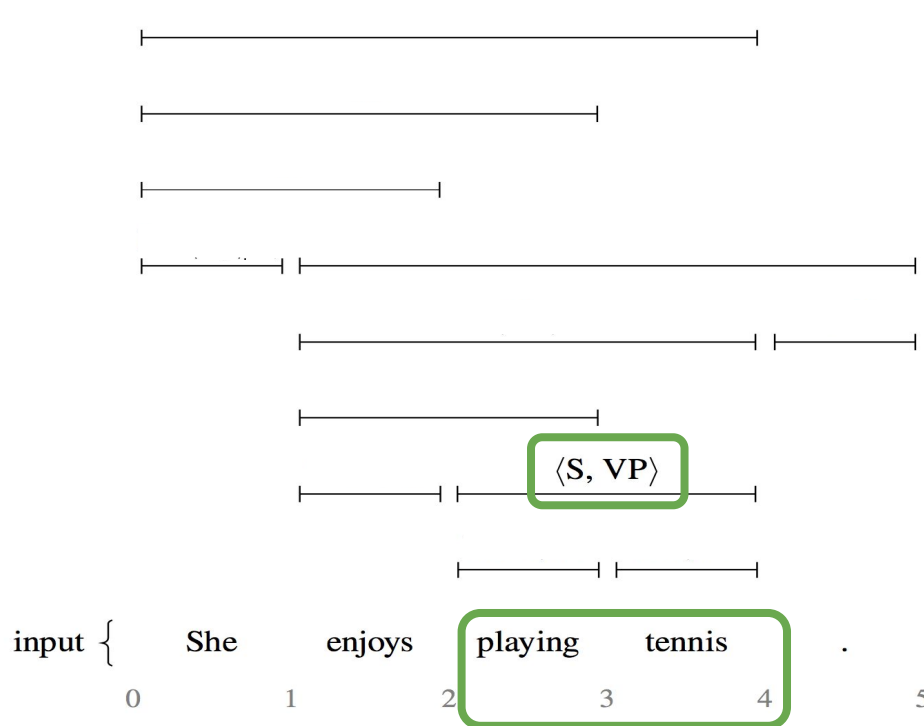 ⟨S, VP⟩
input { She enjoys playing tennis .
0 1 2 3 4 5